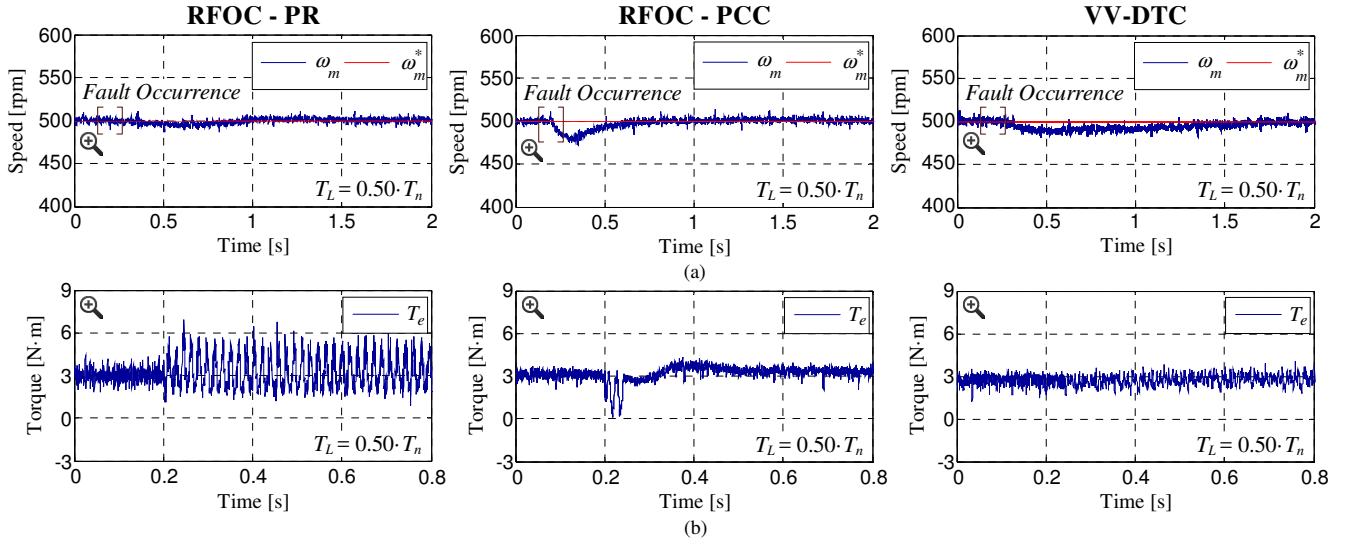 RFOC - PR
RFOC - PCC
VV-DTC
600
550
500
450
400
Speed [rpm]
ω_m ω_m^*
Fault Occurrence
T_L = 0.50· T_n
0 0.5 1 1.5 2
Time [s]
600
550
500
450
400
Speed [rpm]
ω_m ω_m^*
Fault Occurrence
T_L = 0.50· T_n
0 0.5 1 1.5 2
Time [s]
600
550
500
450
400
Speed [rpm]
ω_m ω_m^*
Fault Occurrence
T_L = 0.50· T_n
0 0.5 1 1.5 2
Time [s]
(a)
9
6
3
0
-3
Torque [N· m]
T_e
T_L = 0.50· T_n
0 0.2 0.4 0.6 0.8
Time [s]
9
6
3
0
-3
Torque [N· m]
T_e
T_L = 0.50· T_n
0 0.2 0.4 0.6 0.8
Time [s]
9
6
3
0
-3
Torque [N· m]
T_e
T_L = 0.50· T_n
0 0.2 0.4 0.6 0.8
Time [s]
(b)